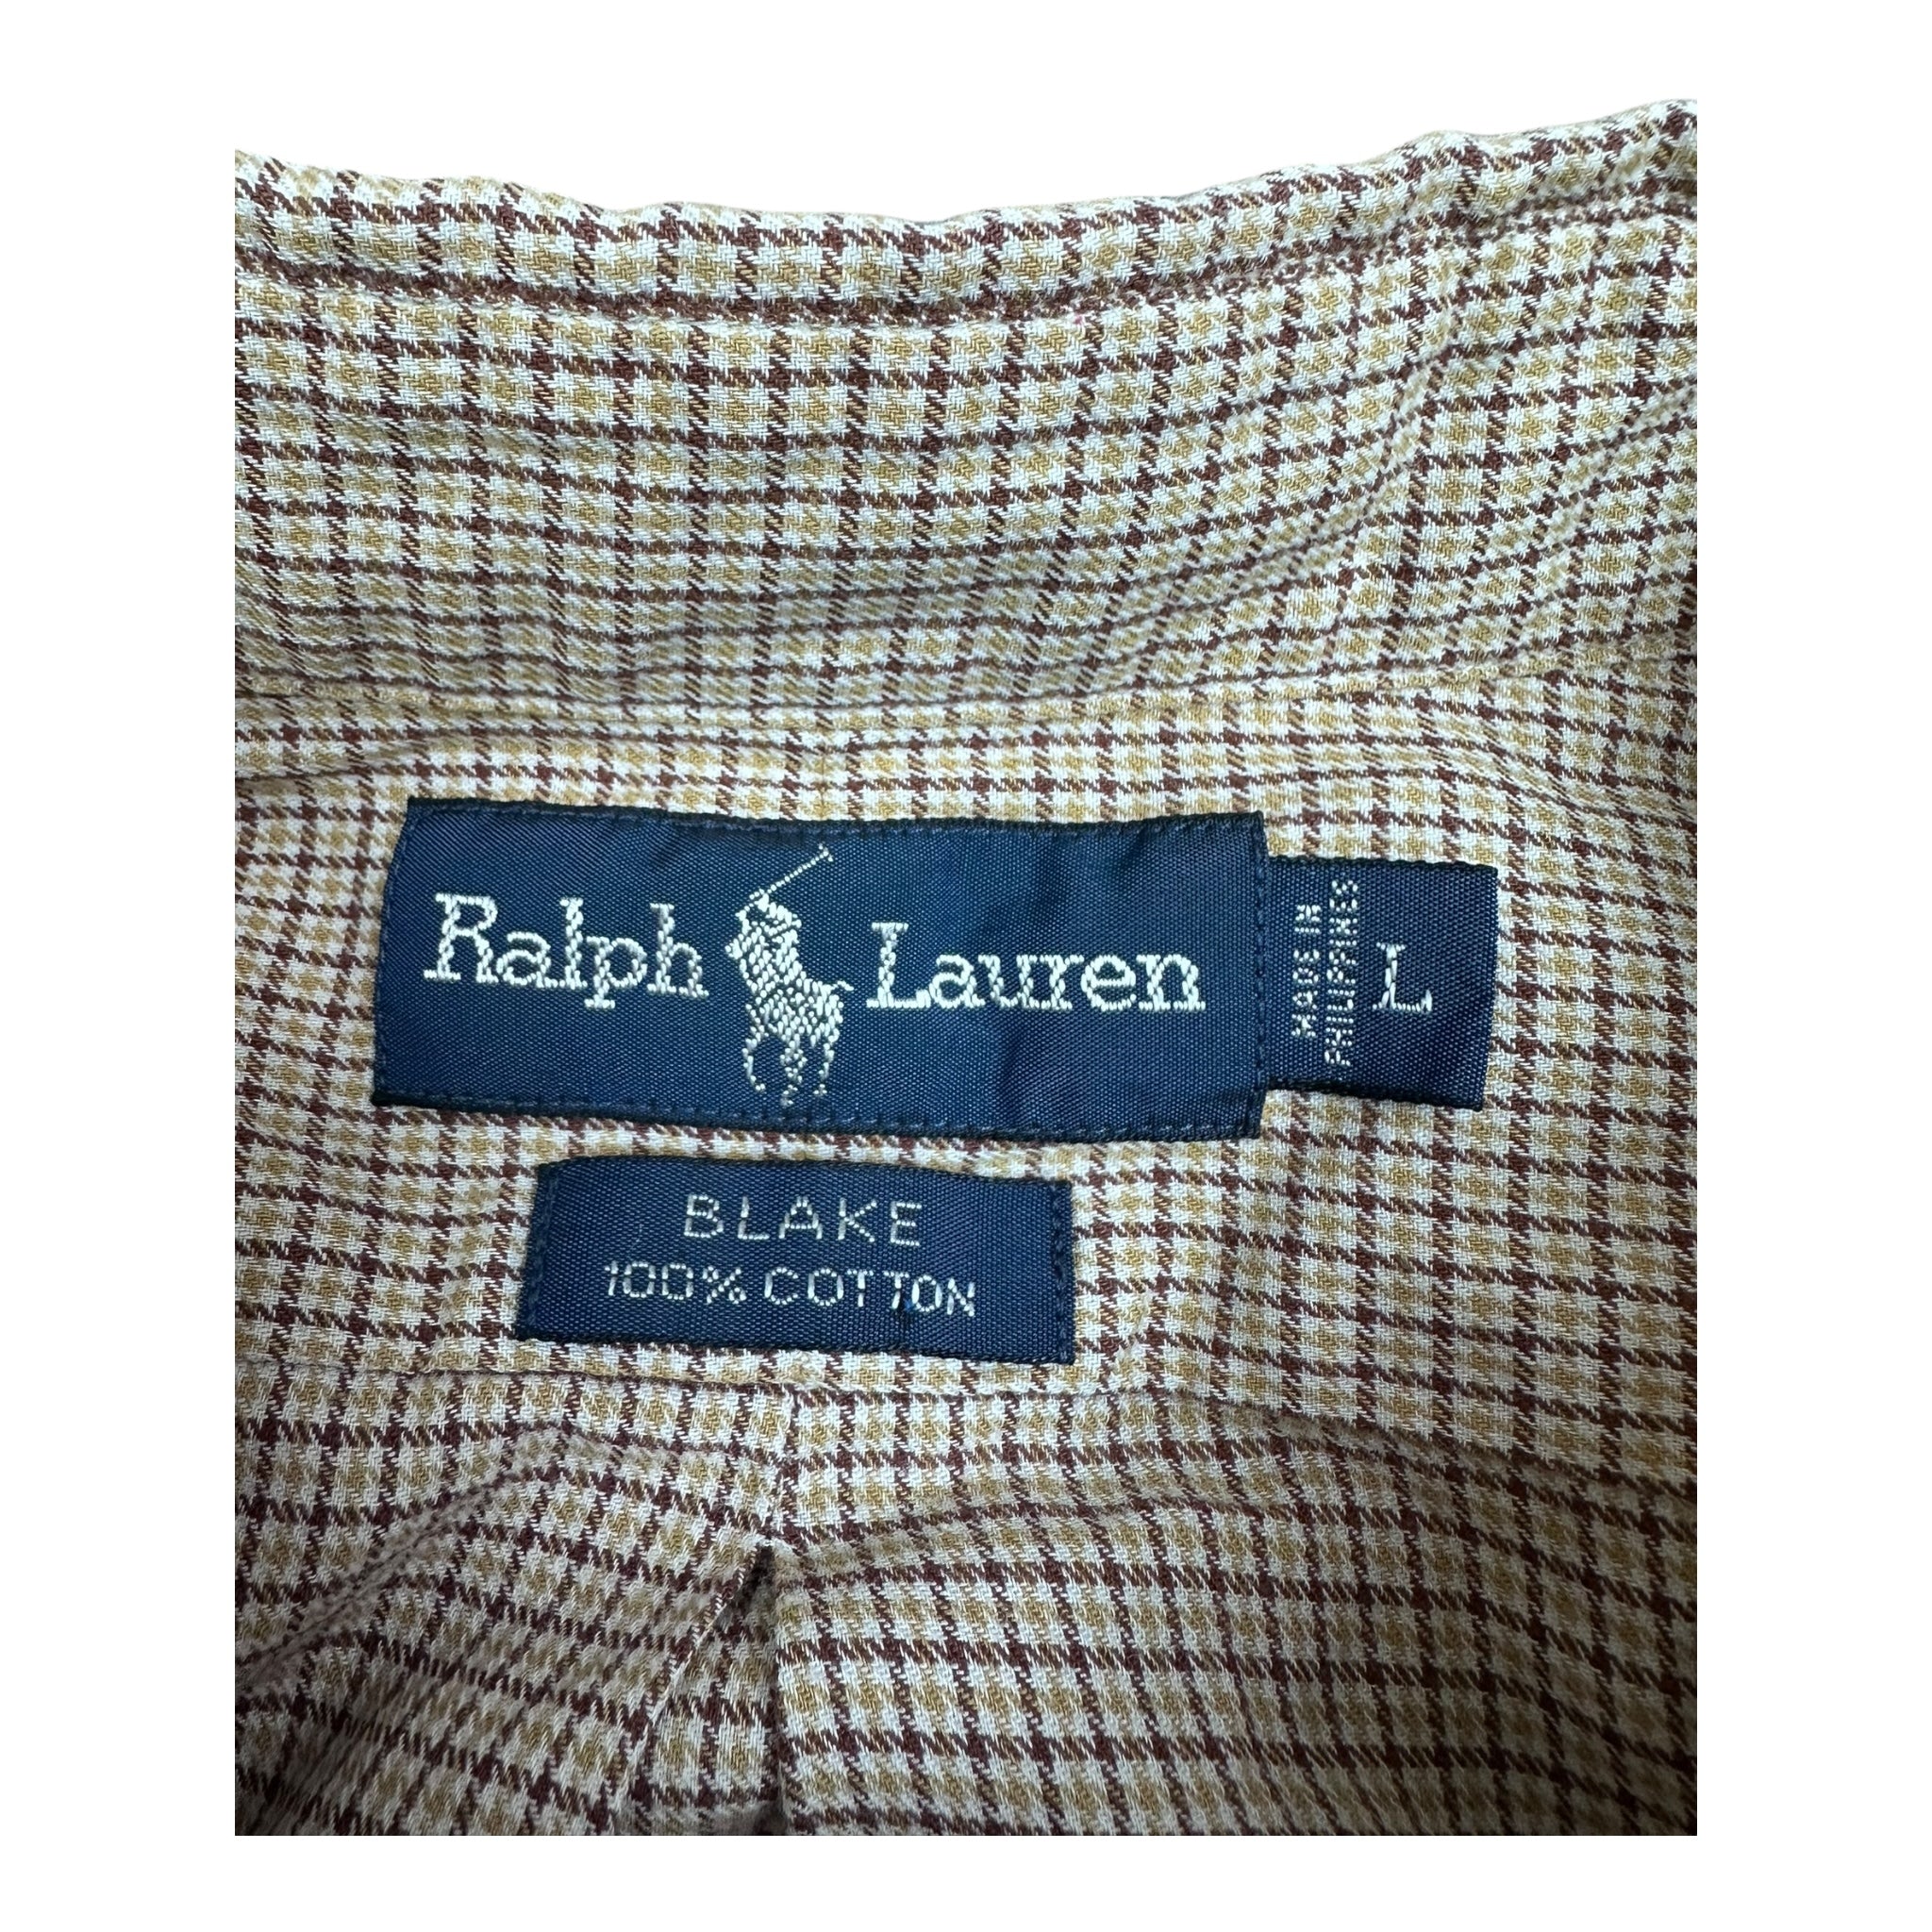 Ralph Lauren
MADE IN
PHILIPPINES
L
BLAKE
100% COTTON